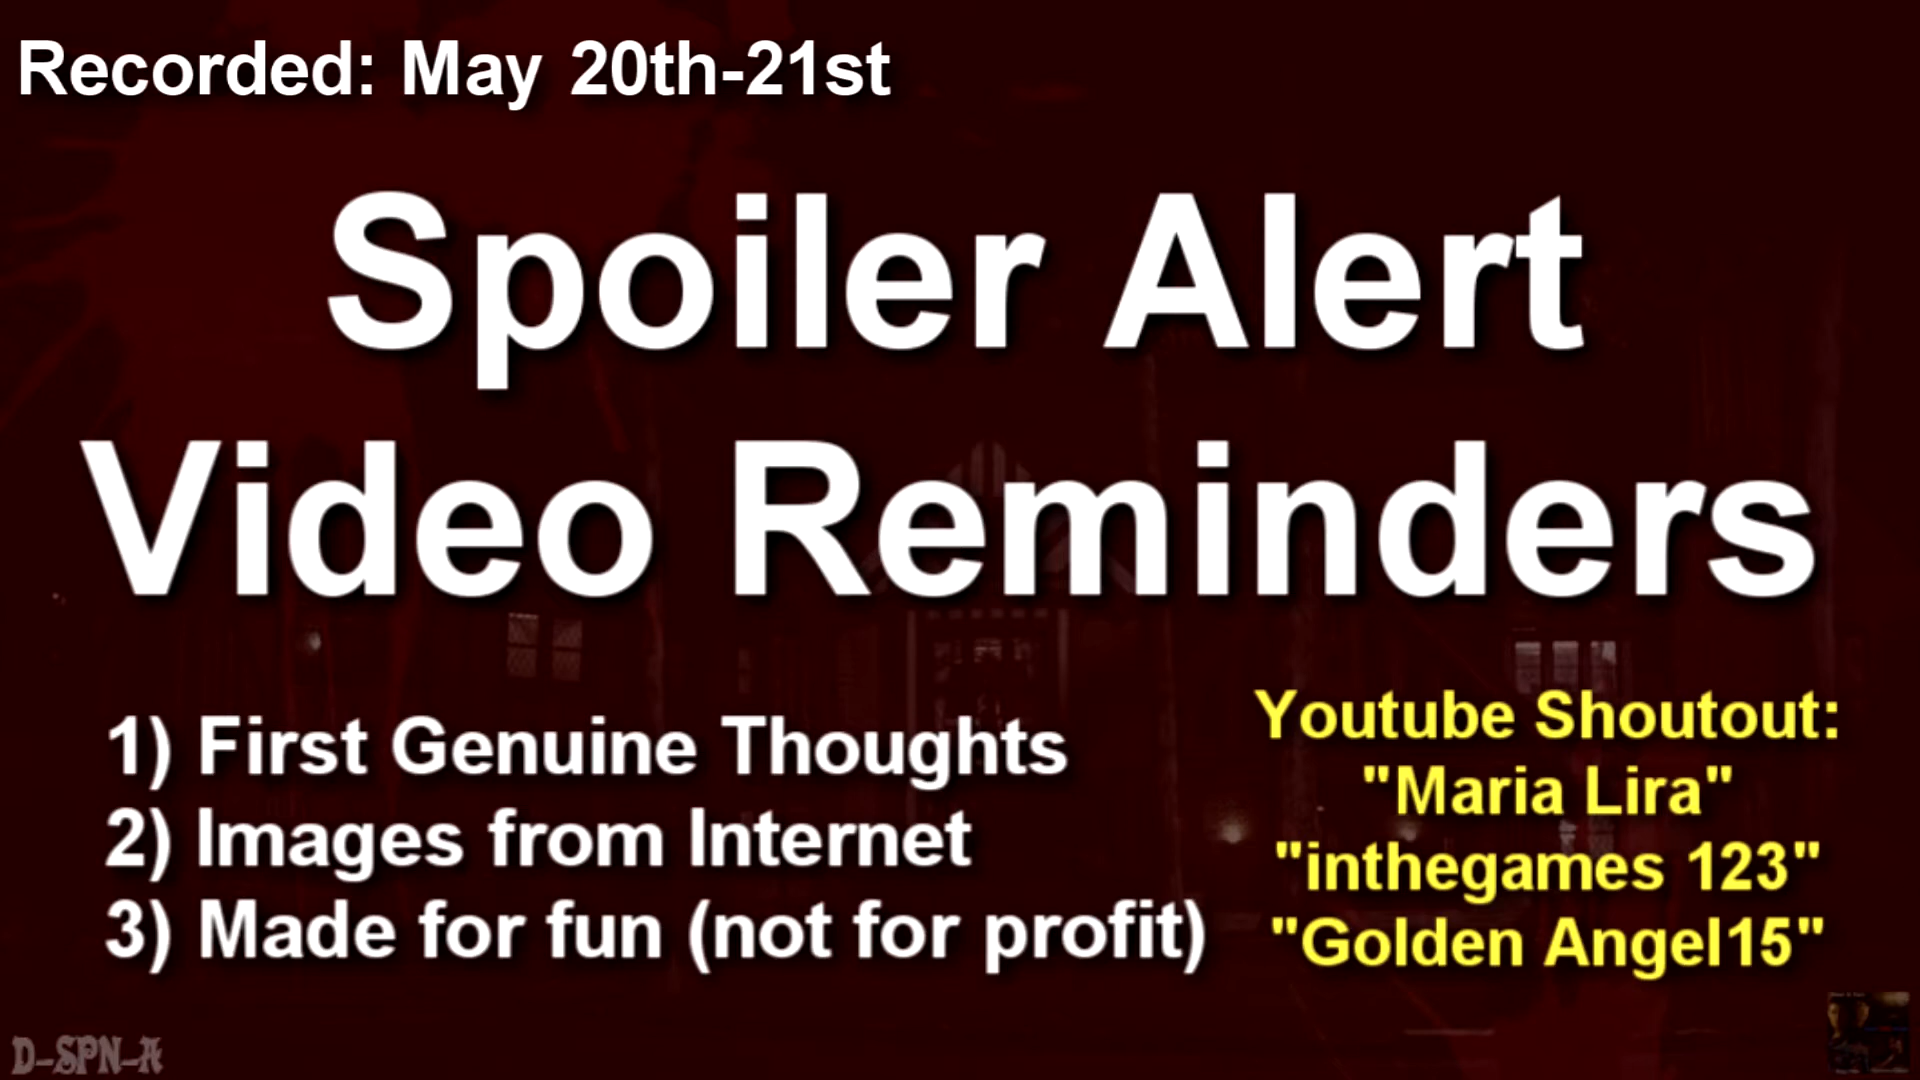 Recorded: May 20th-21st
Spoiler Alert
Video Reminders
1) First Genuine Thoughts
2) Images from Internet
3) Made for fun (not for profit)
Youtube Shoutout:
"Maria Lira"
"inthegames 123"
"Golden Angel15"
D-SPN-A